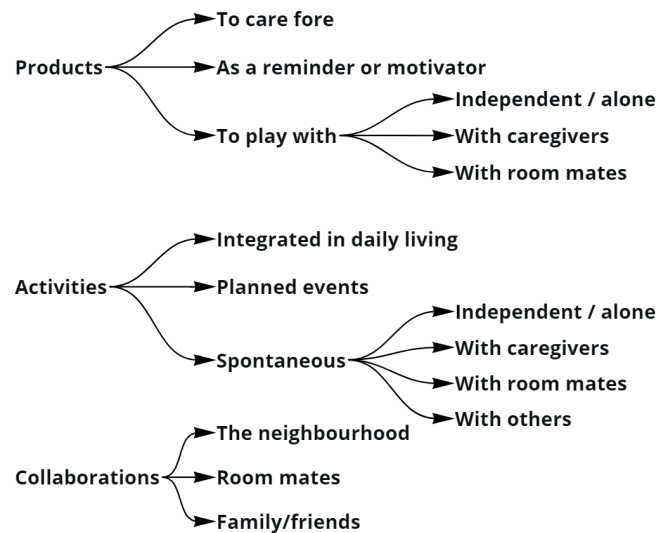 Products
To care fore
As a reminder or motivator
To play with
Independent / alone
With caregivers
With room mates
Activities
Integrated in daily living
Planned events
Spontaneous
Independent / alone
With caregivers
With room mates
With others
Collaborations
The neighbourhood
Room mates
Family/friends